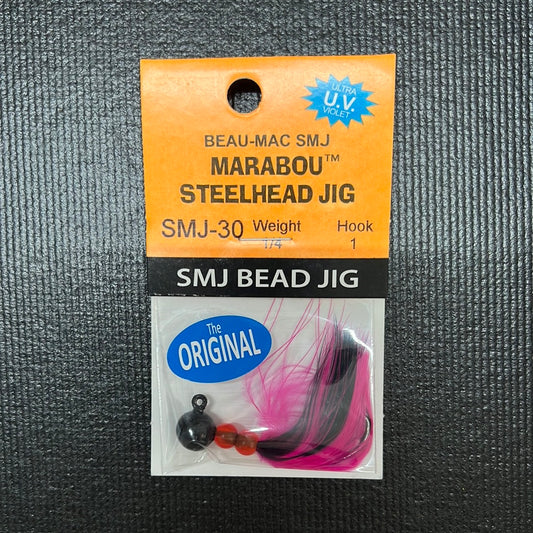 ULTRA
U.V.
VIOLET
BEAU-MAC SMJ
MARABOU™
STEELHEAD JIG
SMJ-30 Weight Hook
1/4 1
SMJ BEAD JIG
The
ORIGINAL